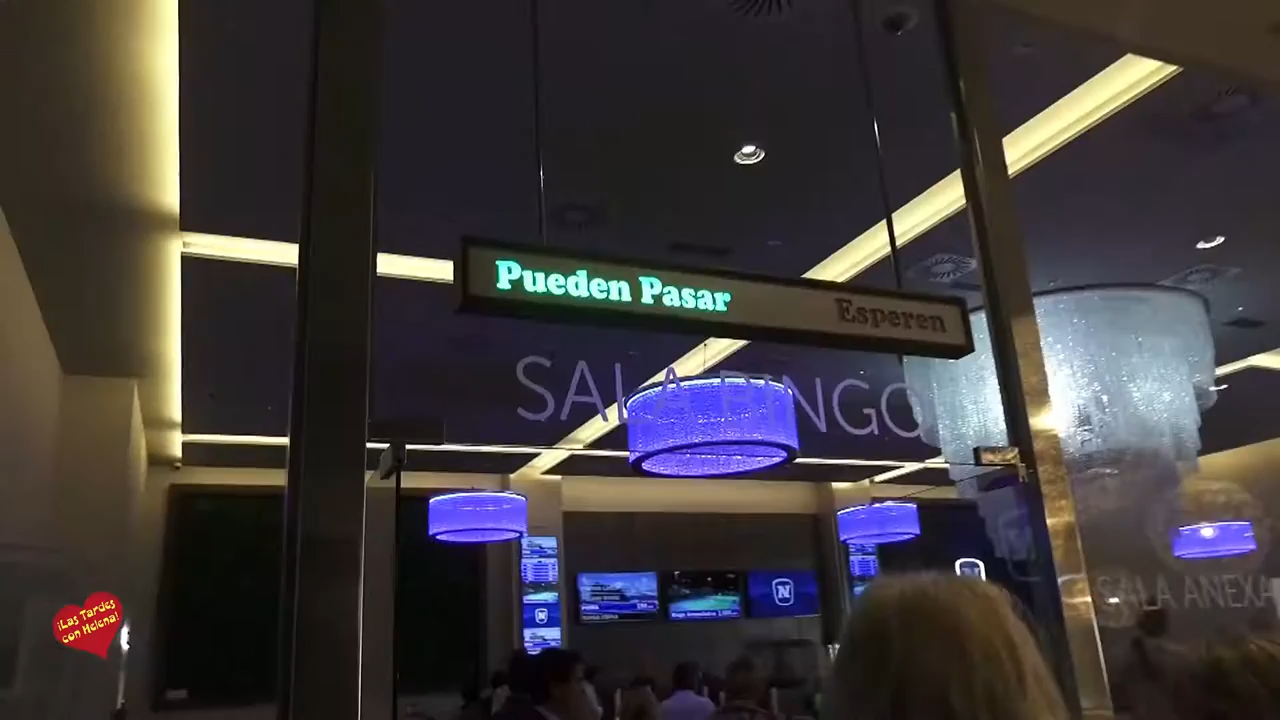 Pueden Pasar Esperen
SALA BINGO
SALA ANEXA
¡Las Tardes
con Helena!
N